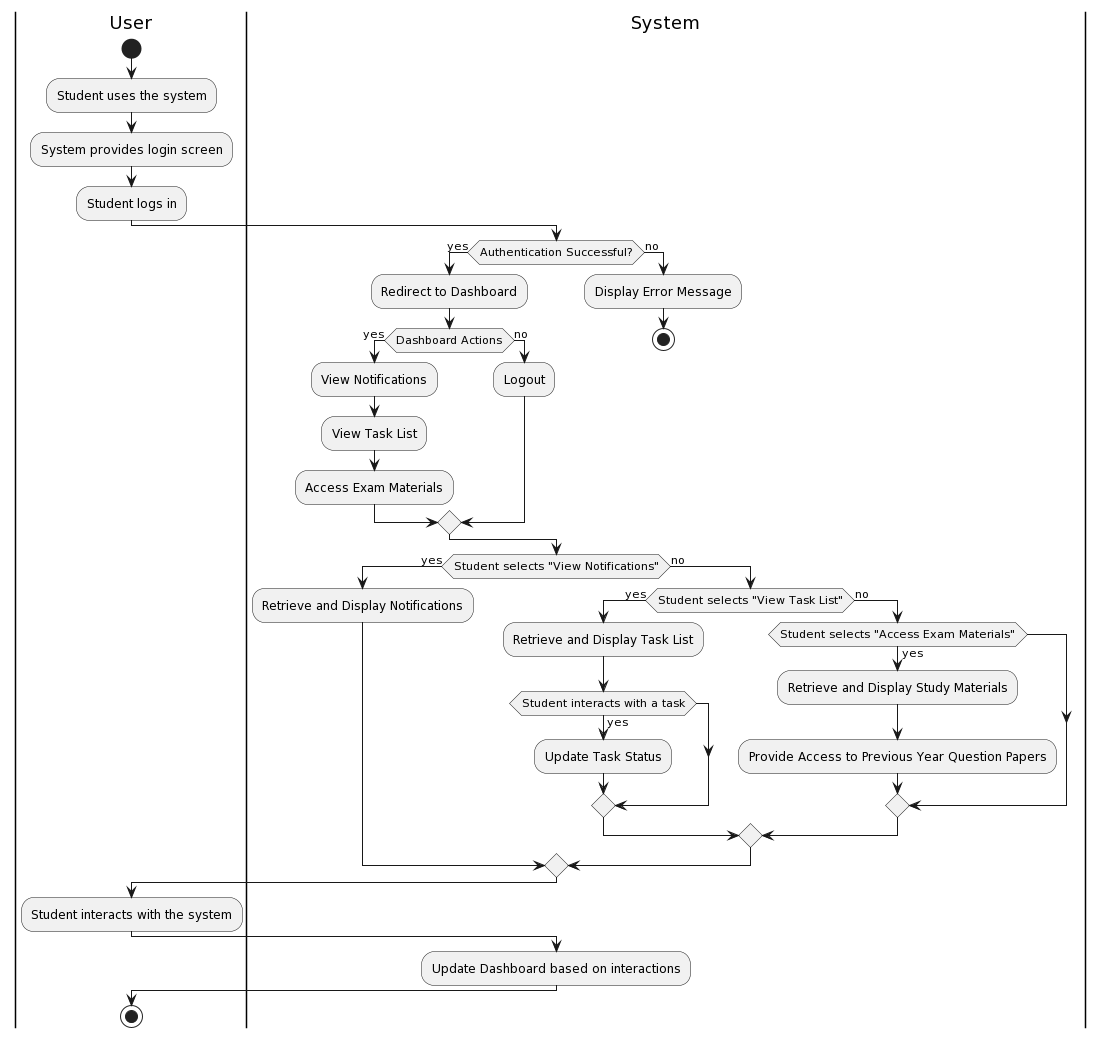 User
System
Student uses the system
System provides login screen
Student logs in
yes
Authentication Successful?
no
Redirect to Dashboard
Display Error Message
yes
Dashboard Actions
no
View Notifications
Logout
View Task List
Access Exam Materials
yes
Student selects "View Notifications"
no
Retrieve and Display Notifications
yes
Student selects "View Task List"
no
Retrieve and Display Task List
Student selects "Access Exam Materials"
yes
Retrieve and Display Study Materials
Student interacts with a task
yes
Update Task Status
Provide Access to Previous Year Question Papers
Student interacts with the system
Update Dashboard based on interactions